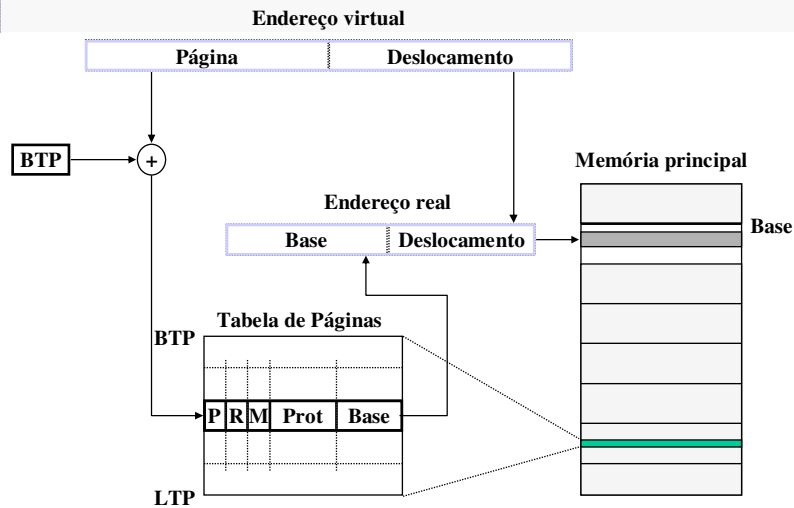 Endereço virtual
Página Deslocamento
BTP +
Memória principal
Endereço real
Base Deslocamento
Base
Tabela de Páginas
BTP
P R M Prot Base
LTP